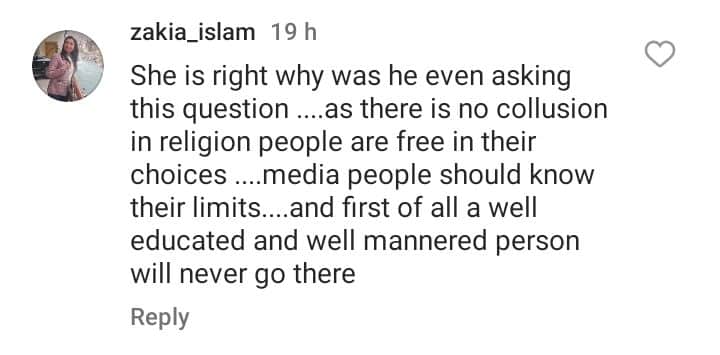 zakia_islam 19 h
She is right why was he even asking
this question ....as there is no collusion
in religion people are free in their
choices ....media people should know
their limits....and first of all a well
educated and well mannered person
will never go there
Reply